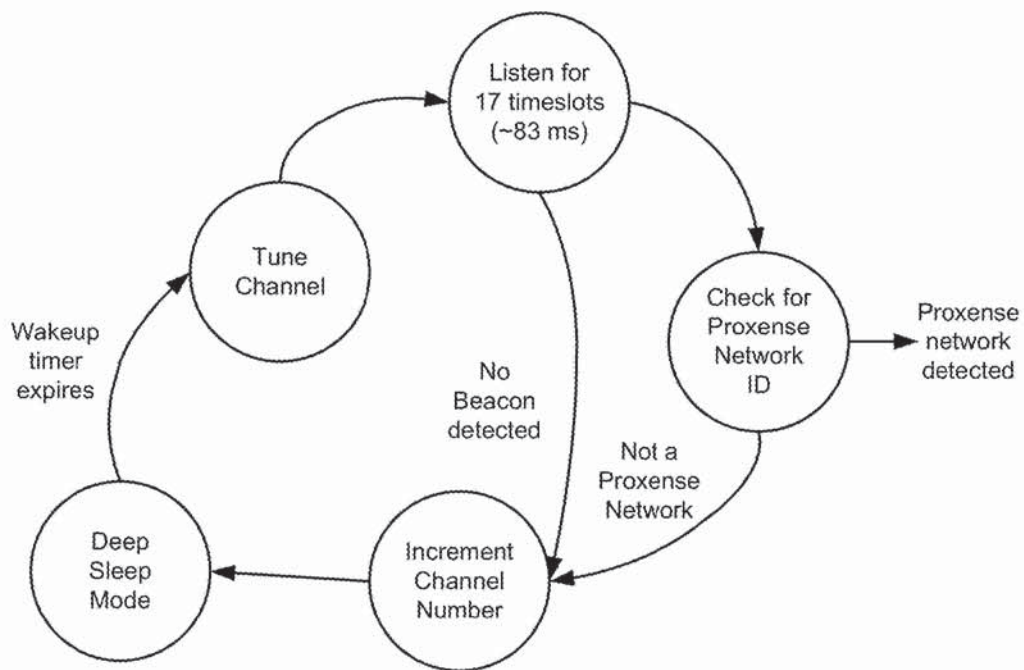 Listen for
17 timeslots
(~83 ms)
Tune
Channel
Check for
Proxense
Network
ID
Proxense
network
detected
Wakeup
timer
expires
No
Beacon
detected
Not a
Proxense
Network
Deep
Sleep
Mode
Increment
Channel
Number